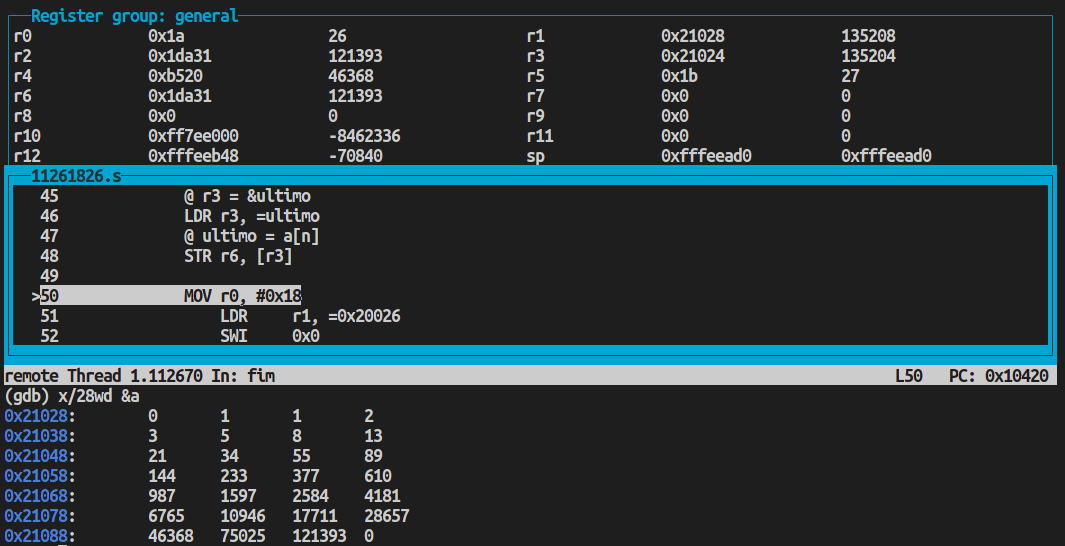 Register group: general
r0 0x1a 26 r1 0x21028 135208
r2 0x1da31 121393 r3 0x21024 135204
r4 0xb520 46368 r5 0x1b 27
r6 0x1da31 121393 r7 0x0 0
r8 0x0 0 r9 0x0 0
r10 0xff7ee000 -8462336 r11 0x0 0
r12 0xfffeeb48 -70840 sp 0xfffeead0 0xfffeead0
11261826.s
45 @ r3 = &ultimo
46 LDR r3, =ultimo
47 @ ultimo = a[n]
48 STR r6, [r3]
49
>50 MOV r0, #0x18
51 LDR r1, =0x20026
52 SWI 0x0
remote Thread 1.112670 In: fim L50 PC: 0x10420
(gdb) x/28wd &a
0x21028: 0 1 1 2
0x21038: 3 5 8 13
0x21048: 21 34 55 89
0x21058: 144 233 377 610
0x21068: 987 1597 2584 4181
0x21078: 6765 10946 17711 28657
0x21088: 46368 75025 121393 0